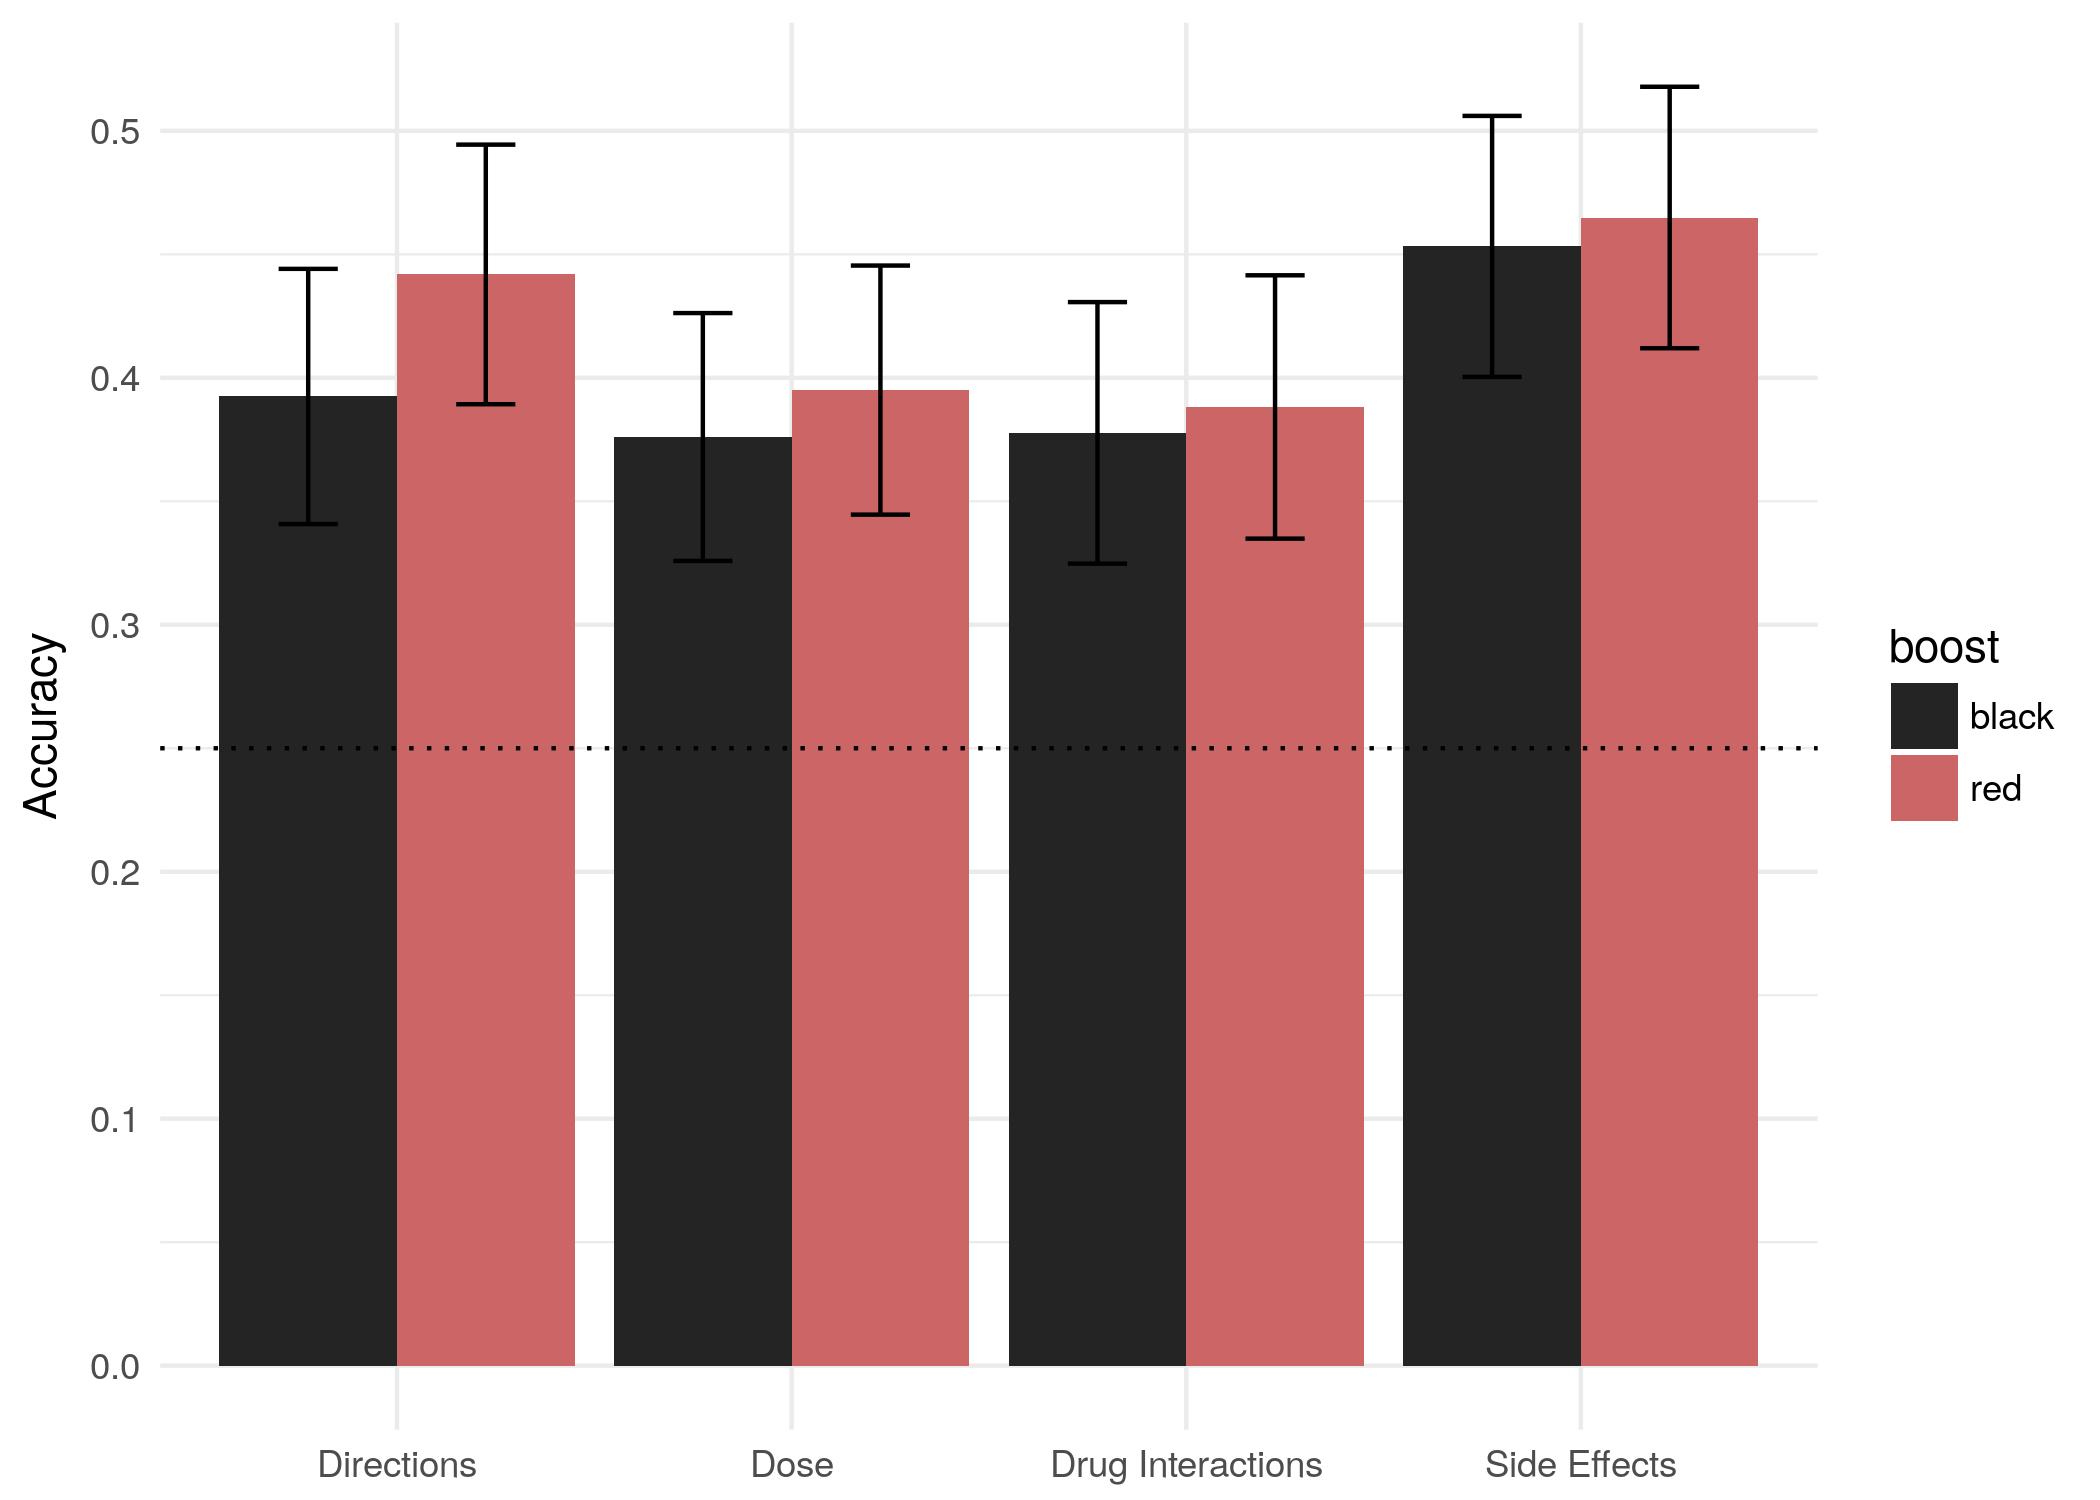 Accuracy
0.5
0.4
0.3
0.2
0.1
0.0
Directions
Dose
Drug Interactions
Side Effects
boost
black
red